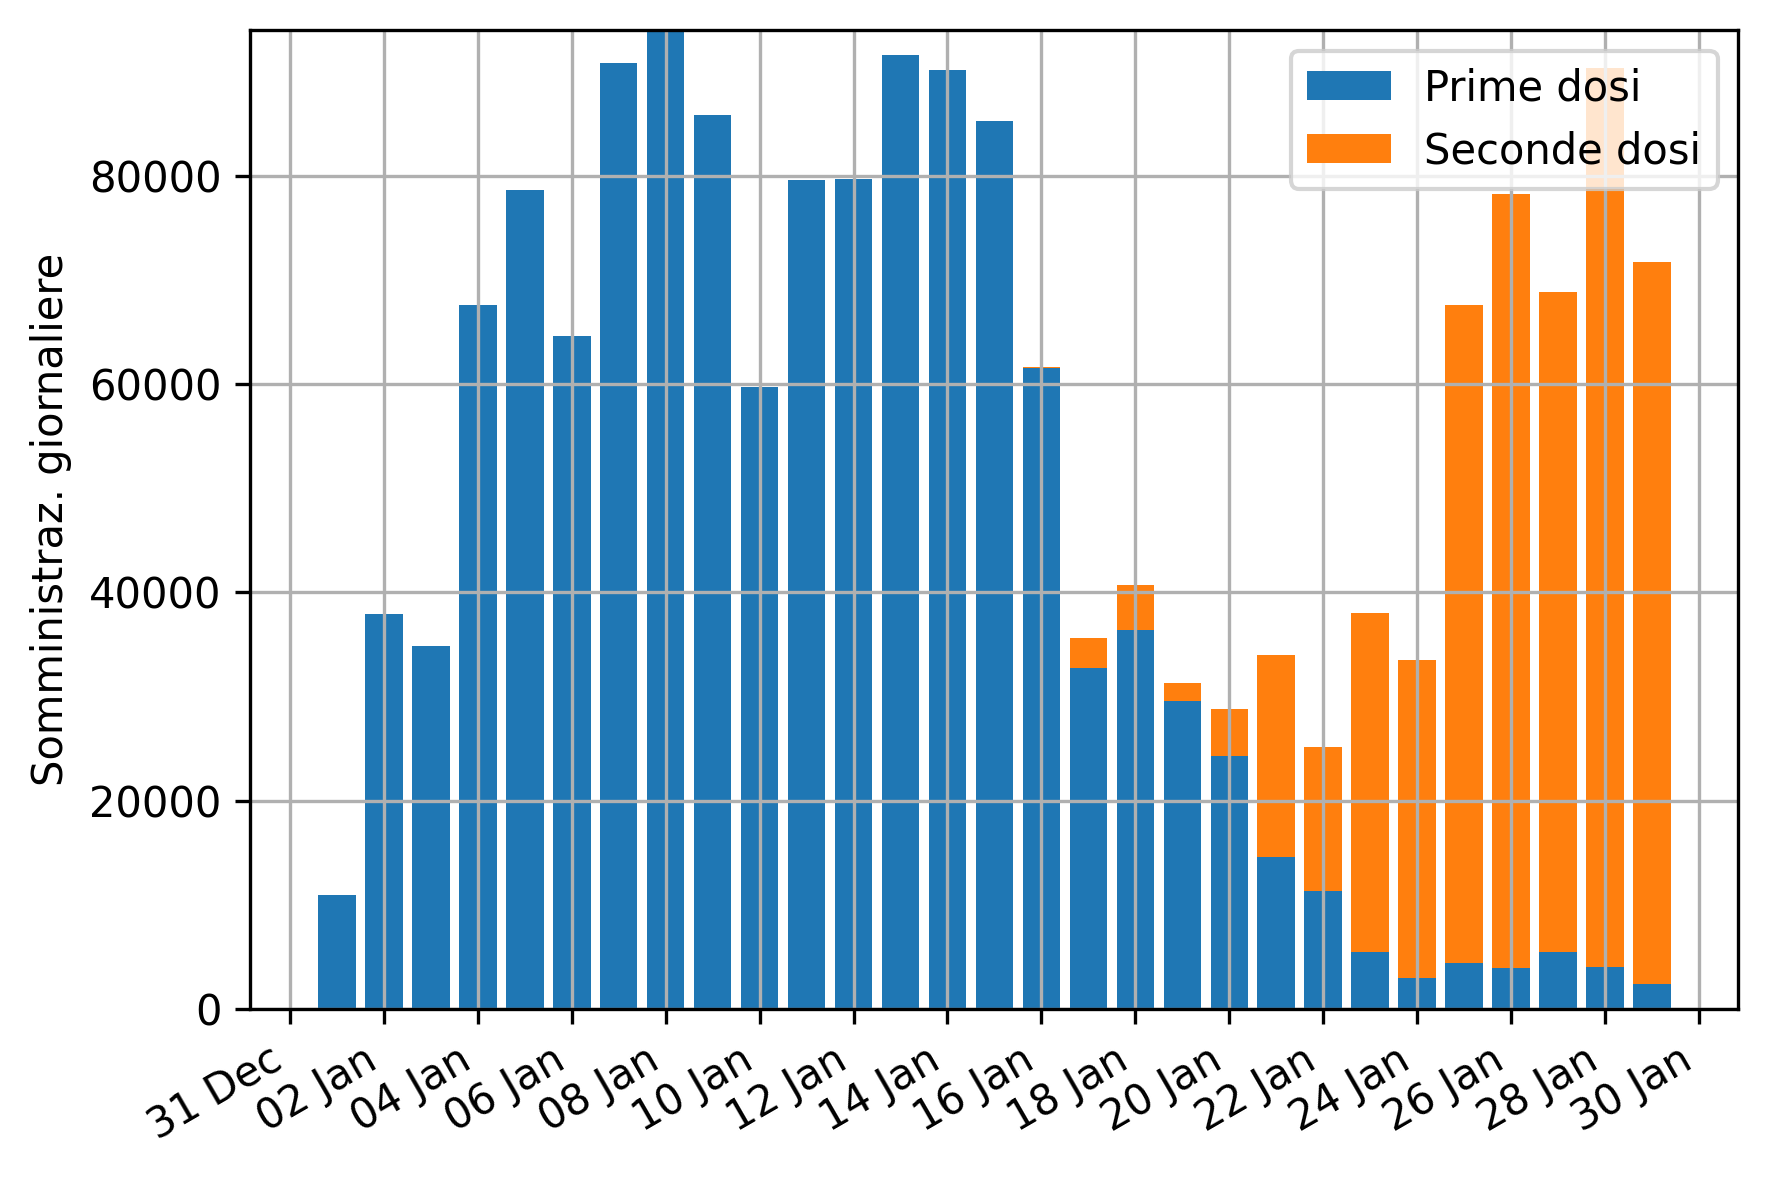 Prime dosi
Seconde dosi
Somministraz. giornaliere
80000
60000
40000
20000
0
31 Dec
02 Jan
04 Jan
06 Jan
08 Jan
10 Jan
12 Jan
14 Jan
16 Jan
18 Jan
20 Jan
22 Jan
24 Jan
26 Jan
28 Jan
30 Jan